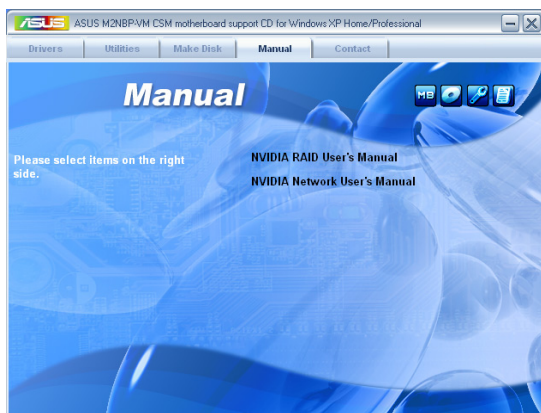 ASUS ASUS M2NBP-VM CSM motherboard support CD for Windows XP Home/Professional
Drivers Utilities Make Disk Manual Contact
Manual
MB
Please select items on the right
side.
NVIDIA RAID User's Manual
NVIDIA Network User's Manual